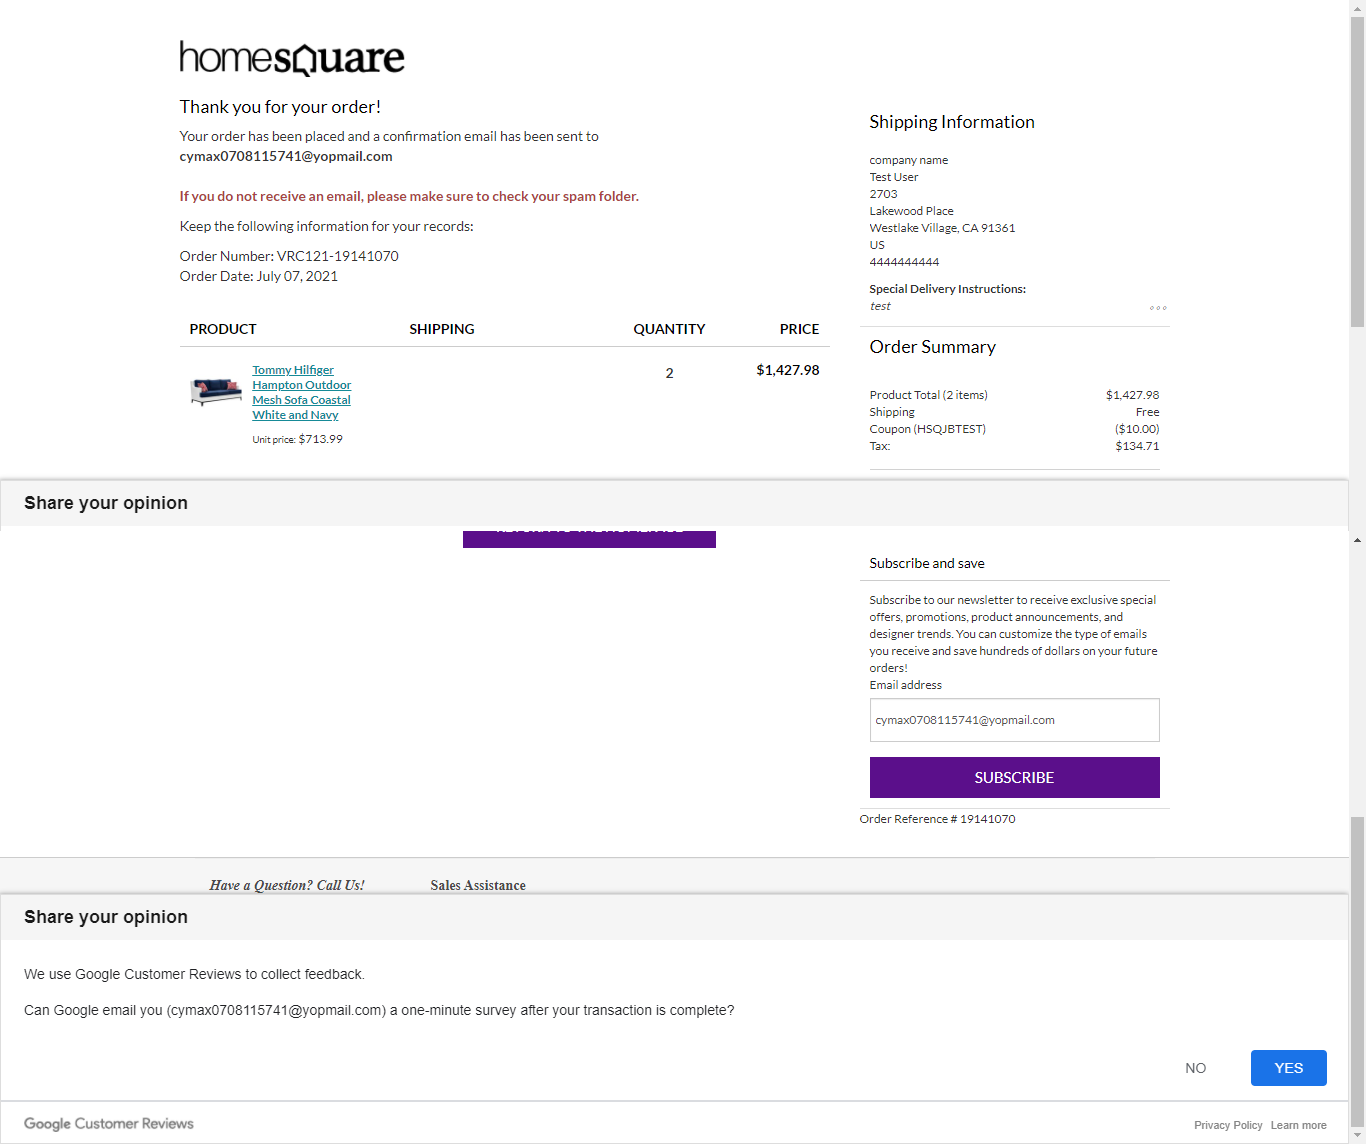 homesquare
Thank you for your order!
Your order has been placed and a confirmation email has been sent to
cymax0708115741@yopmail.com
If you do not receive an email, please make sure to check your spam folder.
Keep the following information for your records:
Order Number: VRC121-19141070
Order Date: July 07, 2021
PRODUCT SHIPPING QUANTITY PRICE
Tommy Hilfiger
Hampton Outdoor
Mesh Sofa Coastal
White and Navy
Unit price: $713.99
2
$1,427.98
Shipping Information
company name
Test User
2703
Lakewood Place
Westlake Village, CA 91361
US
4444444444
Special Delivery Instructions:
test
Order Summary
Product Total (2 items) $1,427.98
Shipping Free
Coupon (HSQJBTEST) ($10.00)
Tax: $134.71
Share your opinion
Subscribe and save
Subscribe to our newsletter to receive exclusive special
offers, promotions, product announcements, and
designer trends. You can customize the type of emails
you receive and save hundreds of dollars on your future
orders!
Email address
cymax0708115741@yopmail.com
SUBSCRIBE
Order Reference # 19141070
Have a Question? Call Us! Sales Assistance
Share your opinion
We use Google Customer Reviews to collect feedback.
Can Google email you (cymax0708115741@yopmail.com) a one-minute survey after your transaction is complete?
NO YES
Google Customer Reviews
Privacy Policy Learn more